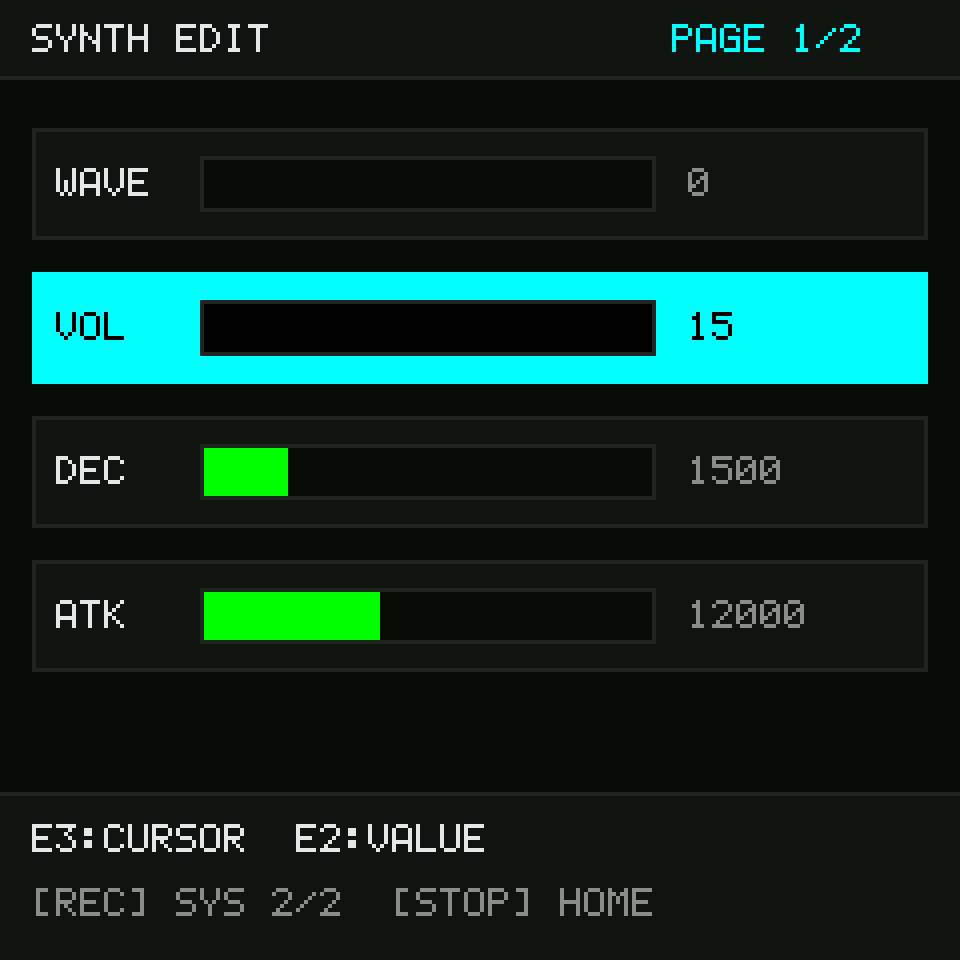 SYNTH EDIT PAGE 1/2
WAVE 0
VOL 15
DEC 1500
ATK 12000
E3:CURSOR E2:VALUE
[REC] SYS 2/2 [STOP] HOME